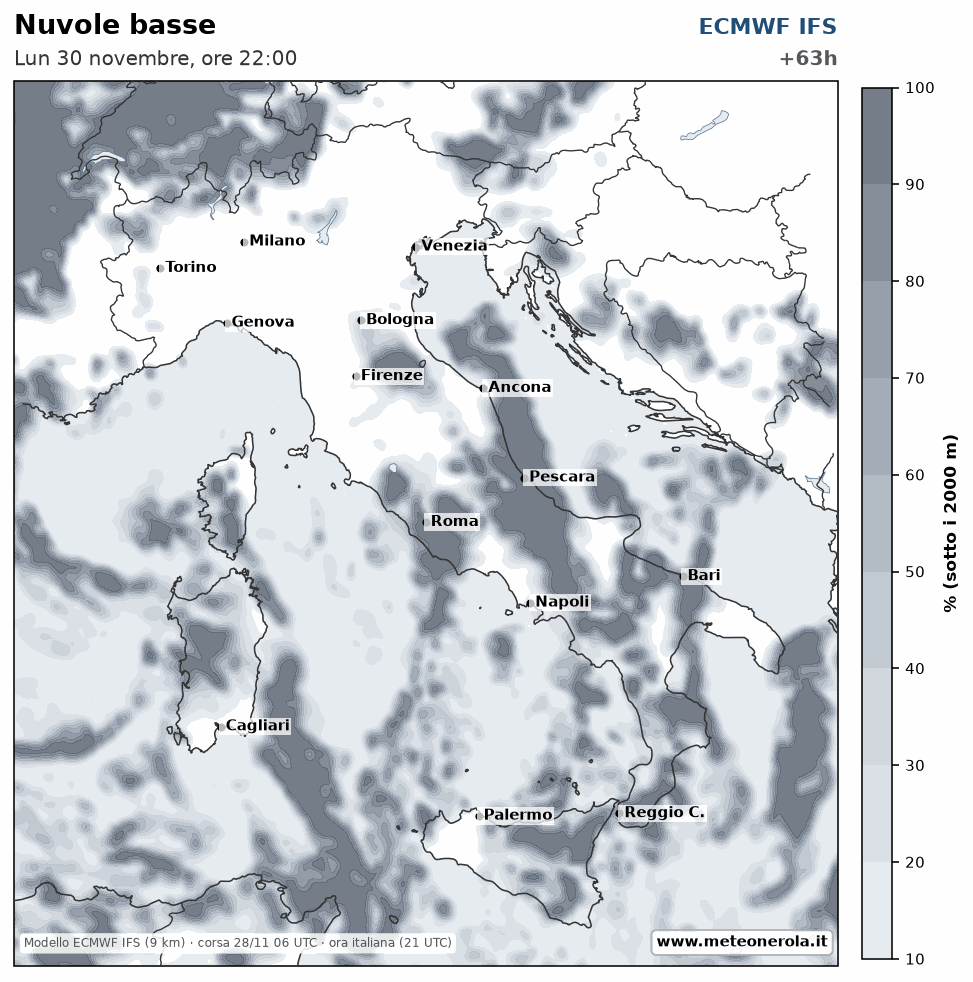 Nuvole basse
ECMWF IFS
Lun 30 novembre, ore 22:00
+63h
100
90
80
70
60
50
40
30
20
10
% (sotto i 2000 m)
Milano
Venezia
Torino
Genova
Bologna
Firenze
Ancona
Pescara
Roma
Bari
Napoli
Cagliari
Palermo
Reggio C.
Modello ECMWF IFS (9 km) · corsa 28/11 06 UTC · ora italiana (21 UTC)
www.meteonerola.it